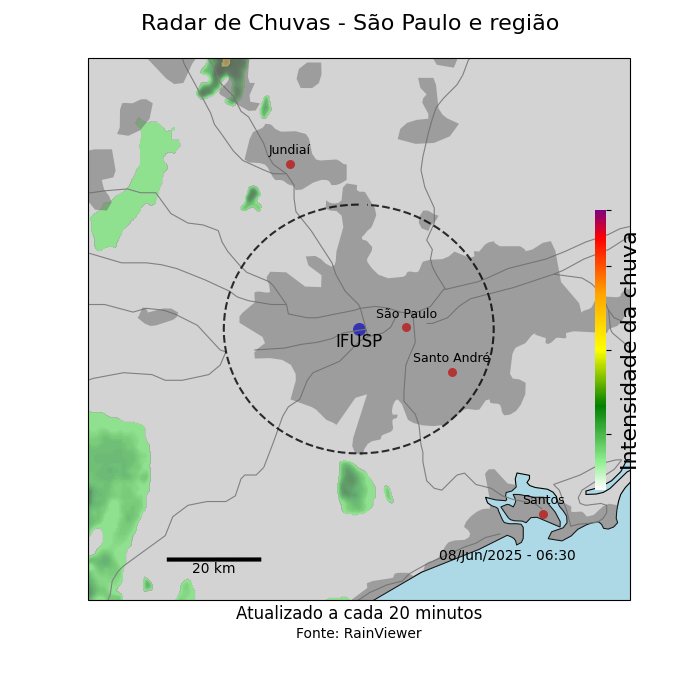 Radar de Chuvas - São Paulo e região
Jundiaí
São Paulo
IFUSP
Santo André
Intensidade da chuva
Santos
08/Jun/2025 - 06:30
20 km
Atualizado a cada 20 minutos
Fonte: RainViewer